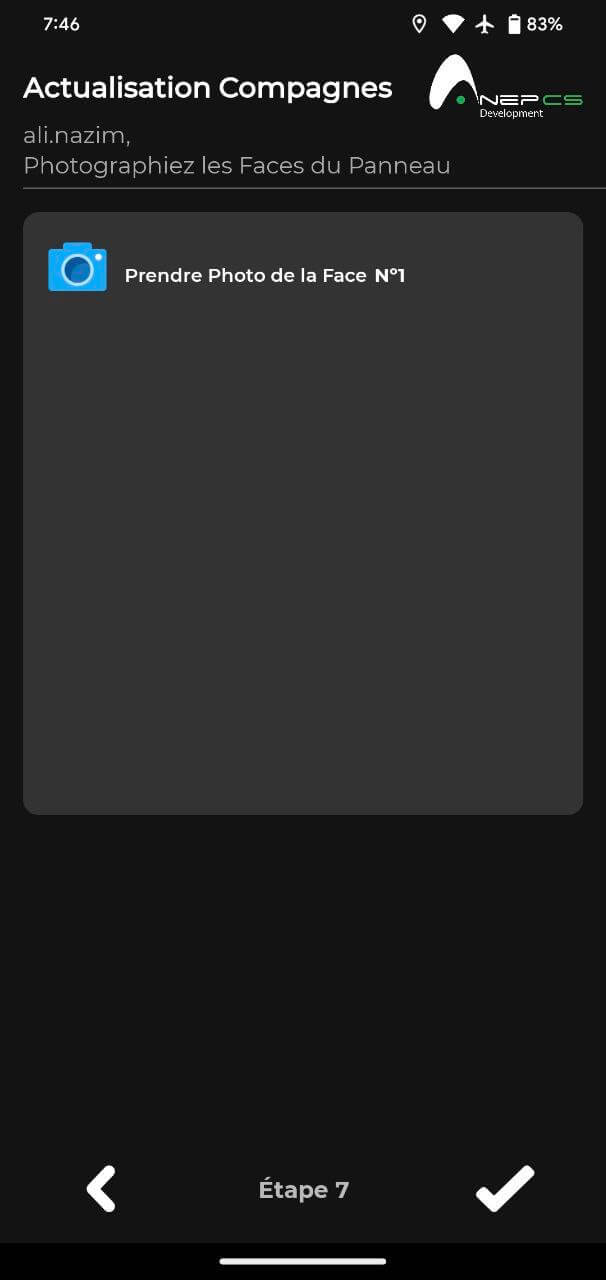 7:46
83%
Actualisation Compagnes
NEPCS
Development
ali.nazim,
Photographiez les Faces du Panneau
Prendre Photo de la Face N°1
Étape 7